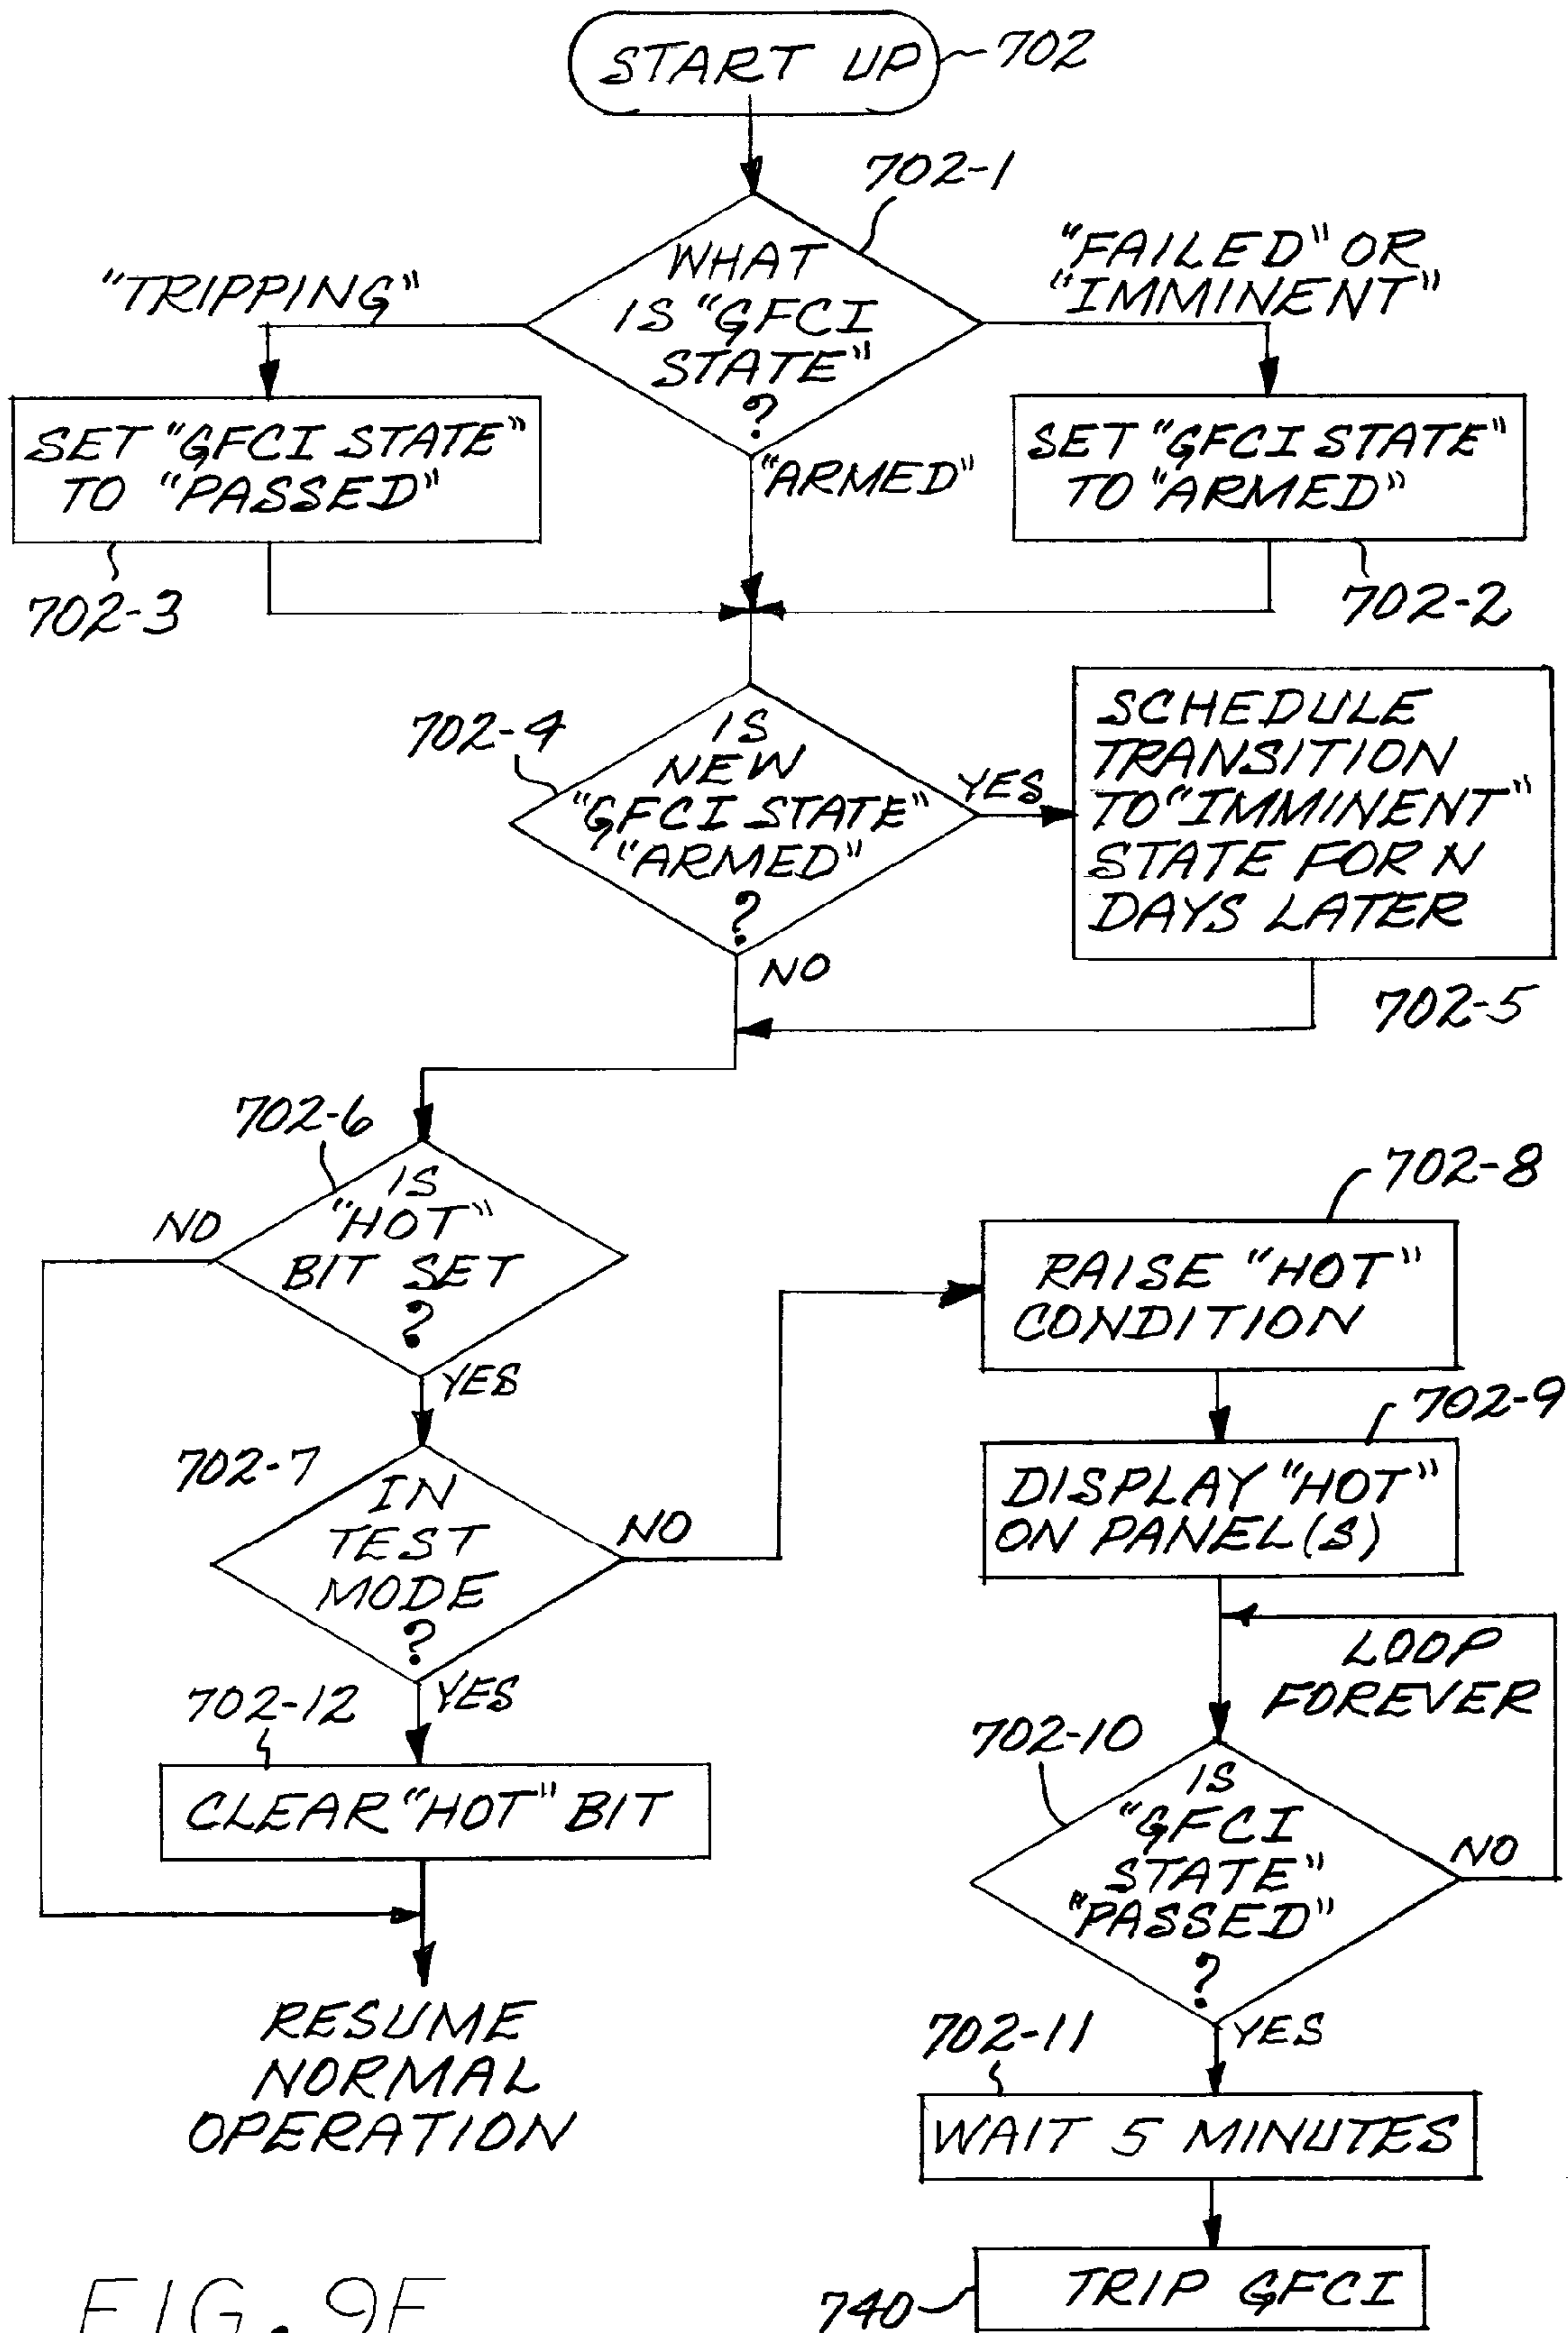 START UP
702
702-1
WHAT
IS "GFCI
STATE"
?
"TRIPPING"
"FAILED" OR
"IMMINENT"
"ARMED"
SET "GFCI STATE"
TO "PASSED"
702-3
SET "GFCI STATE"
TO "ARMED"
702-2
702-4
IS
NEW
"GFCI STATE"
"ARMED"
?
YES
NO
SCHEDULE
TRANSITION
TO "IMMINENT"
STATE FOR N
DAYS LATER
702-5
702-6
IS
"HOT"
BIT SET
?
NO
YES
702-7
IN
TEST
MODE
?
NO
YES
702-12
CLEAR "HOT" BIT
RESUME
NORMAL
OPERATION
702-8
RAISE "HOT"
CONDITION
702-9
DISPLAY "HOT"
ON PANEL(S)
LOOP
FOREVER
702-10
IS
"GFCI
STATE"
"PASSED"
?
NO
YES
702-11
WAIT 5 MINUTES
740
TRIP GFCI